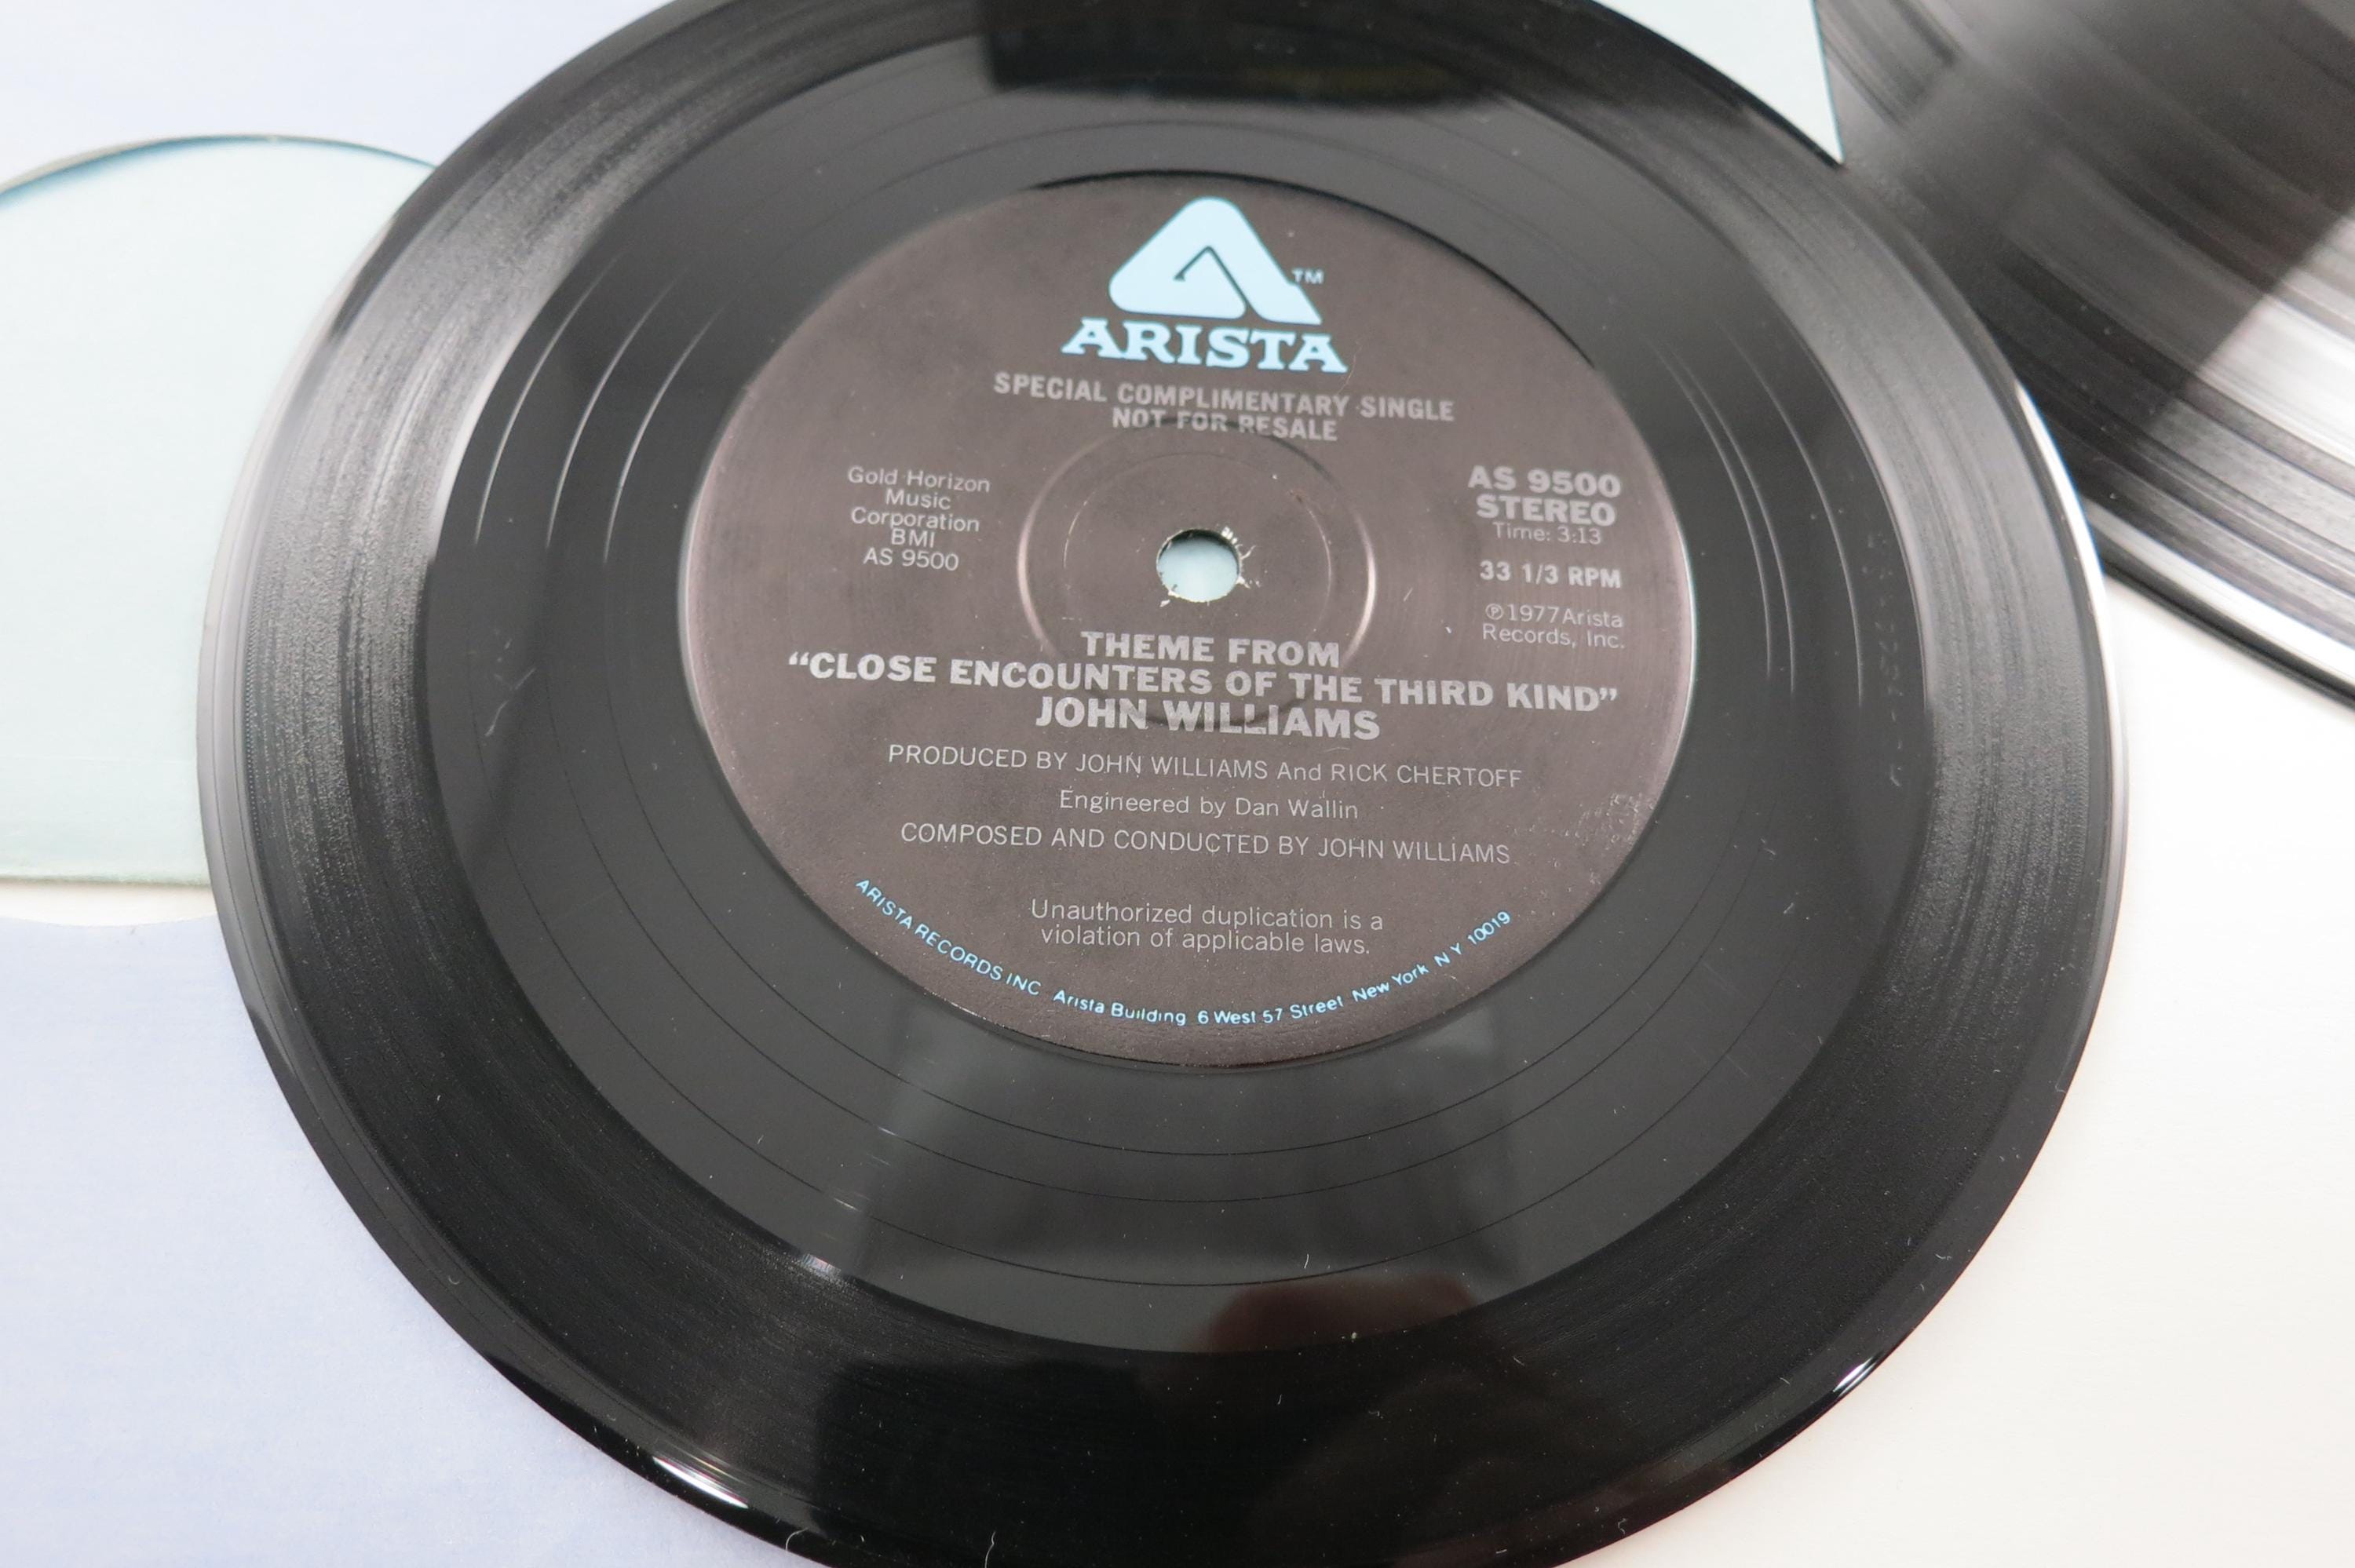 TM
ARISTA
SPECIAL COMPLIMENTARY SINGLE
NOT FOR RESALE
Gold Horizon
Music
Corporation
BMI
AS 9500
AS 9500
STEREO
Time: 3:13
33 1/3 RPM
℗1977 Arista
Records, Inc.
THEME FROM
“CLOSE ENCOUNTERS OF THE THIRD KIND”
JOHN WILLIAMS
PRODUCED BY JOHN WILLIAMS And RICK CHERTOFF
Engineered by Dan Wallin
COMPOSED AND CONDUCTED BY JOHN WILLIAMS
Unauthorized duplication is a
violation of applicable laws.
ARISTA RECORDS INC Arista Building 6 West 57 Street New York N Y 10019